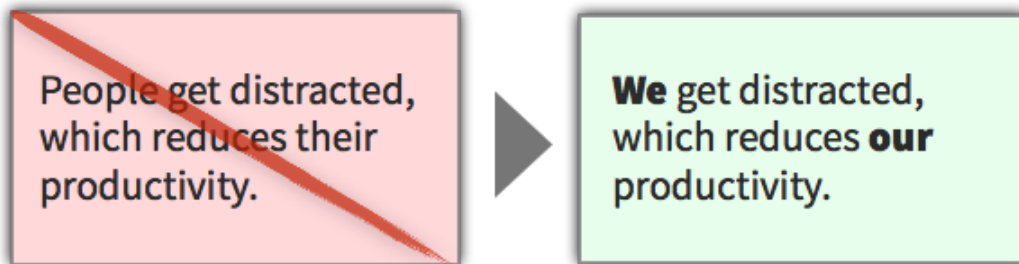 People get distracted,
which reduces their
productivity.
We get distracted,
which reduces our
productivity.